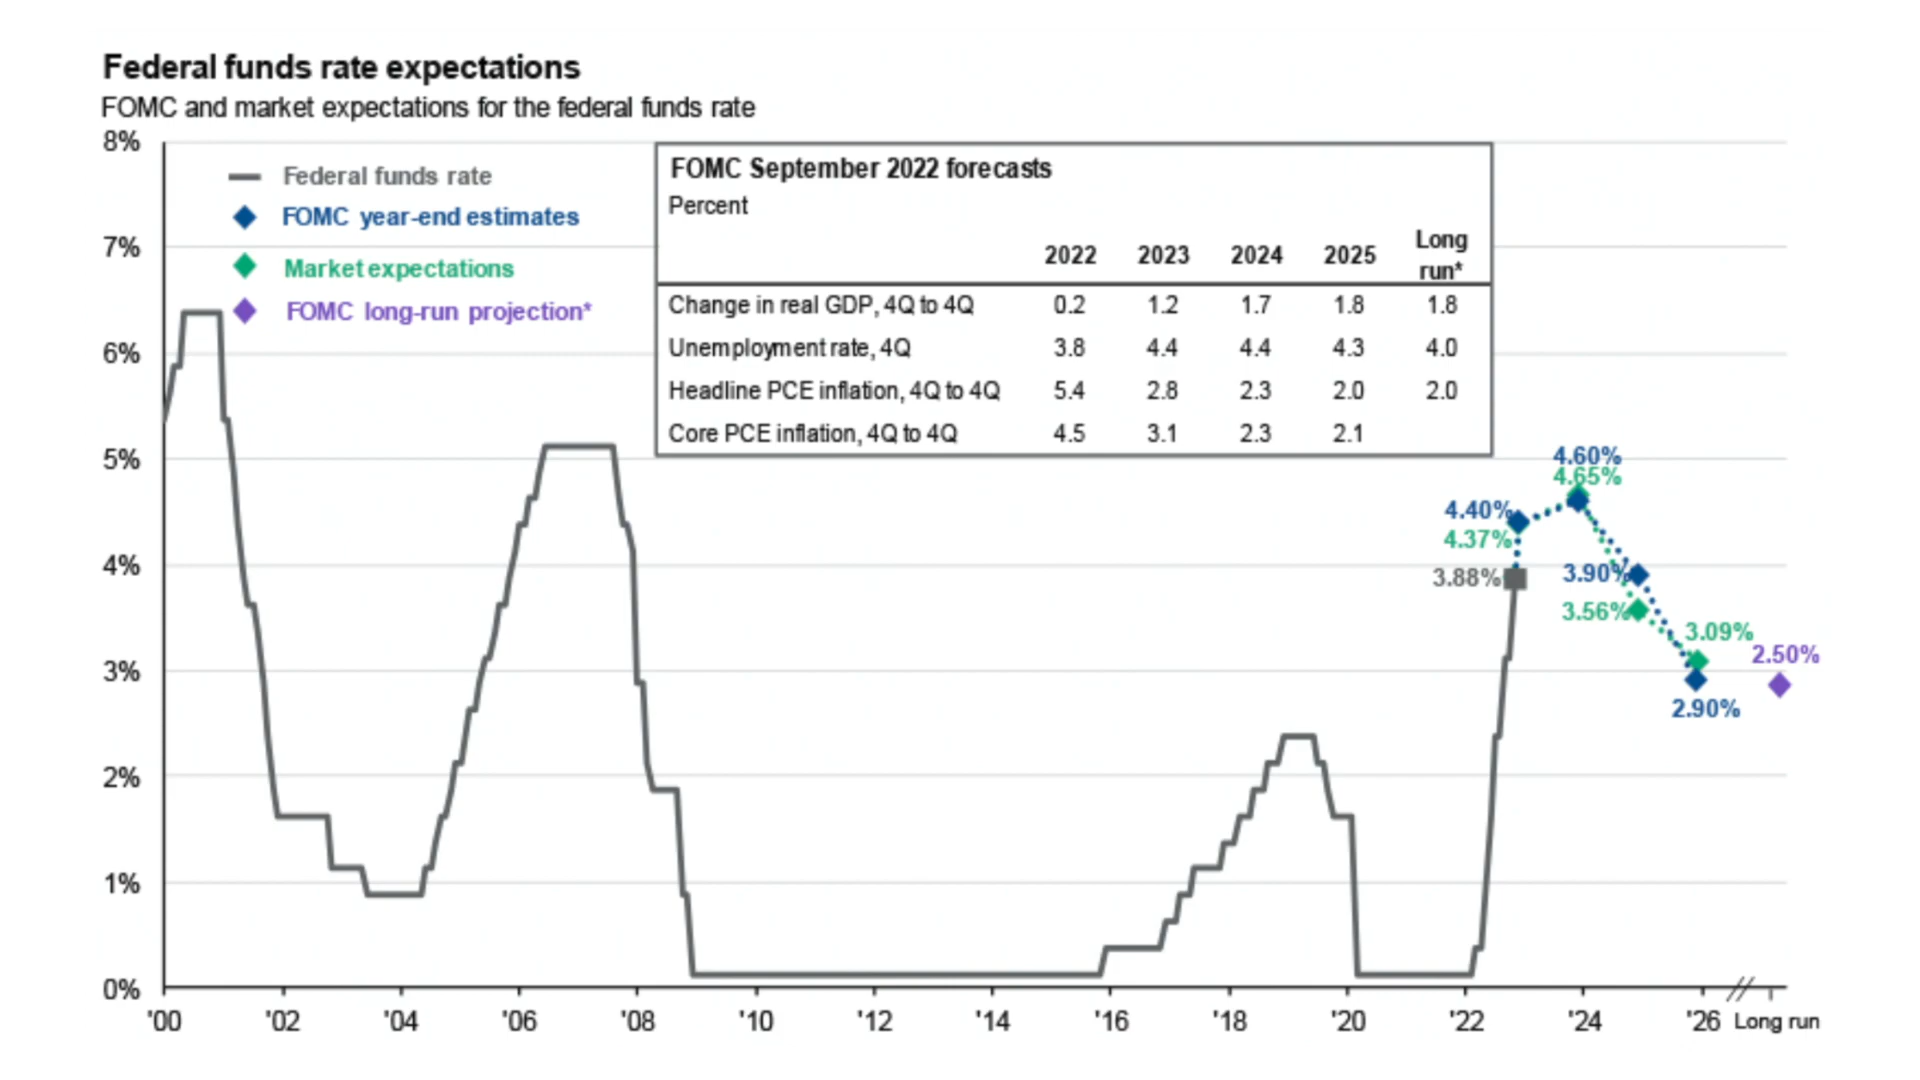 Federal funds rate expectations
FOMC and market expectations for the federal funds rate
8%
7%
6%
5%
4%
3%
2%
1%
0%
Federal funds rate
FOMC year-end estimates
Market expectations
FOMC long-run projection*
FOMC September 2022 forecasts
Percent
2022 2023 2024 2025 Long run*
Change in real GDP, 4Q to 4Q 0.2 1.2 1.7 1.8 1.8
Unemployment rate, 4Q 3.8 4.4 4.4 4.3 4.0
Headline PCE inflation, 4Q to 4Q 5.4 2.8 2.3 2.0 2.0
Core PCE inflation, 4Q to 4Q 4.5 3.1 2.3 2.1
4.60%
4.65%
4.40%
4.37%
3.88%
3.90%
3.56%
3.09%
2.50%
2.90%
'00 '02 '04 '06 '08 '10 '12 '14 '16 '18 '20 '22 '24 '26 Long run